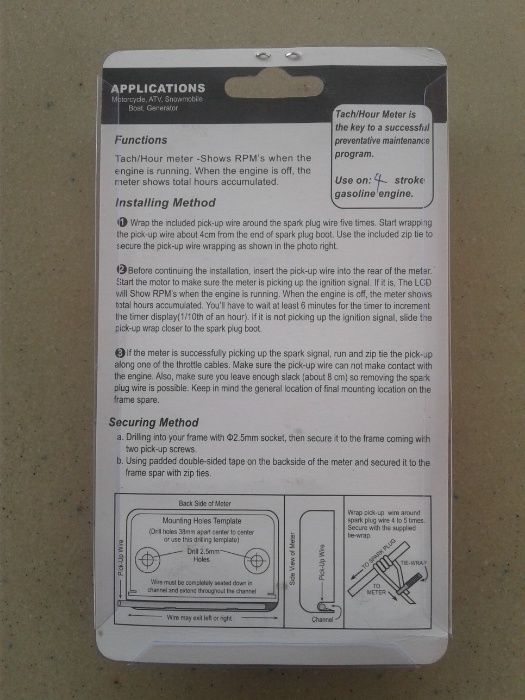 APPLICATIONS
Motorcycle, ATV, Snowmobile
Boat, Generator
Tach/Hour Meter is
the key to a successful
preventative maintenance
program.
Use on: 4 stroke
gasoline engine.
Functions
Tach/Hour meter -Shows RPM's when the
engine is running. When the engine is off, the
meter shows total hours accumulated.
Installing Method
❶ Wrap the included pick-up wire around the spark plug wire five times. Start wrapping
the pick-up wire about 4cm from the end of spark plug boot. Use the included zip tie to
secure the pick-up wire wrapping as shown in the photo right.
❷ Before continuing the installation, insert the pick-up wire into the rear of the meter.
Start the motor to make sure the meter is picking up the ignition signal. If it is, The LCD
will Show RPM's when the engine is running. When the engine is off, the meter shows
total hours accumulated. You'll have to wait at least 6 minutes for the timer to increment
the timer display(1/10th of an hour). If it is not picking up the ignition signal, slide the
pick-up wrap closer to the spark plug boot.
❸ If the meter is successfully picking up the spark signal, run and zip tie the pick-up
along one of the throttle cables. Make sure the pick-up wire can not make contact with
the engine. Also, make sure you leave enough slack (about 8 cm) so removing the spark
plug wire is possible. Keep in mind the general location of final mounting location on the
frame spare.
Securing Method
a. Drilling into your frame with Φ2.5mm socket, then secure it to the frame coming with
two pick-up screws.
b. Using padded double-sided tape on the backside of the meter and secured it to the
frame spar with zip ties.
Back Side of Meter
Mounting Holes Template
(Drill holes 38mm apart center to center
or use this drilling template)
Drill 2.5mm
Holes
Wire must be completely seated down in
channel and extend throughout the channel
Pick-Up Wire
Wire may exit left or right
Side View of Meter
Pick-Up Wire
Channel
Wrap pick-up wire around
spark plug wire 4 to 5 times.
Secure with the supplied
tie-wrap
TO SPARK PLUG
TIE-WRAP
TO
METER